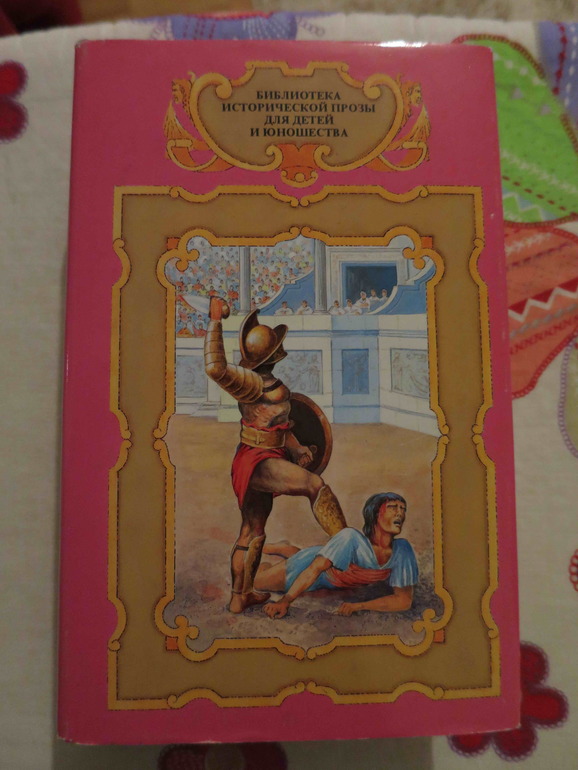 БИБЛИОТЕКА
ИСТОРИЧЕСКОЙ ПРОЗЫ
ДЛЯ ДЕТЕЙ
И ЮНОШЕСТВА